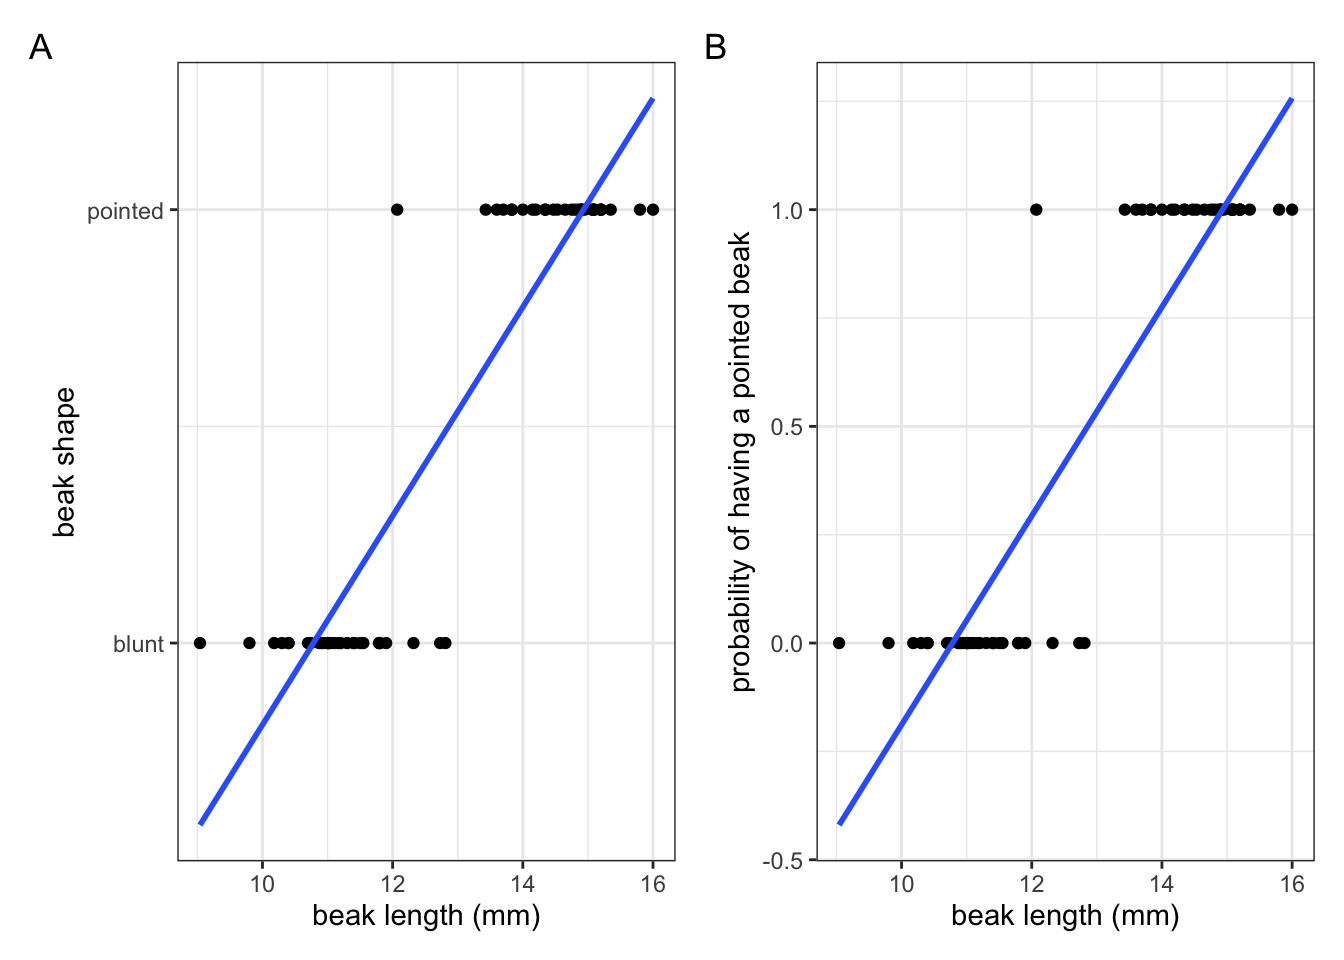 A
beak shape
pointed
blunt
10 12 14 16
beak length (mm)
B
probability of having a pointed beak
1.0
0.5
0.0
-0.5
10 12 14 16
beak length (mm)